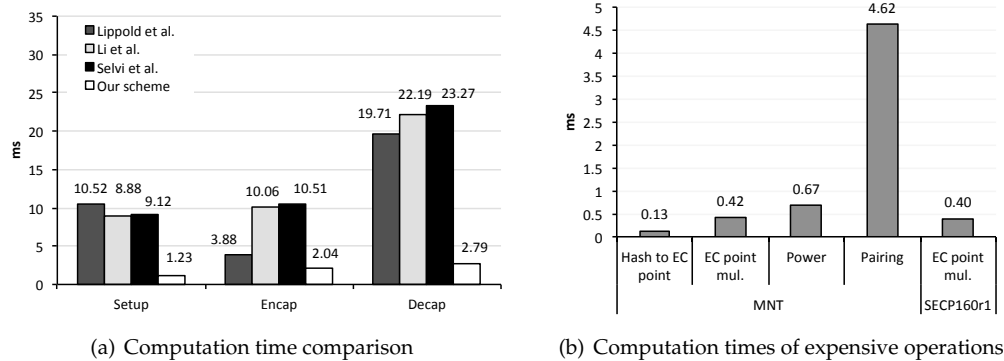 35
30
25
20
15
10
5
0
ms
Lippold et al.
Li et al.
Selvi et al.
Our scheme
10.52 8.88 9.12 1.23
3.88 10.06 10.51 2.04
19.71 22.19 23.27 2.79
Setup Encap Decap
(a) Computation time comparison
5
4.5
4
3.5
3
2.5
2
1.5
1
0.5
0
ms
0.13 0.42 0.67 4.62 0.40
Hash to EC point
EC point mul.
Power
Pairing
EC point mul.
MNT SECP160r1
(b) Computation times of expensive operations